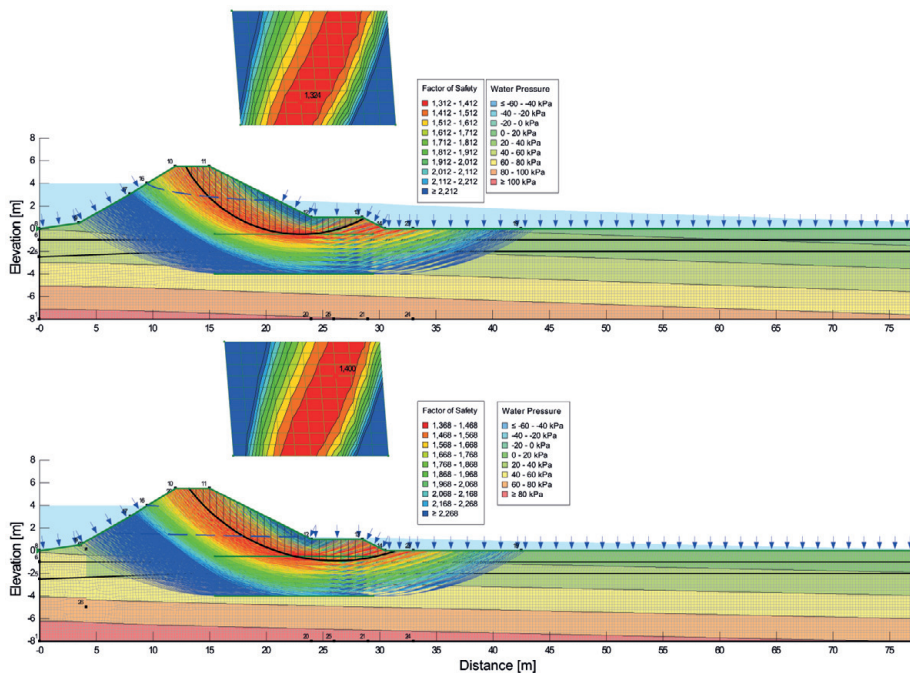 1,324
Factor of Safety
1,312 - 1,412
1,412 - 1,512
1,512 - 1,612
1,612 - 1,712
1,712 - 1,812
1,812 - 1,912
1,912 - 2,012
2,012 - 2,112
2,112 - 2,212
≥ 2,212
Water Pressure
≤ -60 - -40 kPa
-40 - -20 kPa
-20 - 0 kPa
0 - 20 kPa
20 - 40 kPa
40 - 60 kPa
60 - 80 kPa
80 - 100 kPa
≥ 100 kPa
Elevation [m]
8
6
4
2
0
-2
-4
-6
-8
10
11
16
20
25
21
24
-0
5
10
15
20
25
30
35
40
45
50
55
60
65
70
75
1,400
Factor of Safety
1,368 - 1,468
1,468 - 1,568
1,568 - 1,668
1,668 - 1,768
1,768 - 1,868
1,868 - 1,968
1,968 - 2,068
2,068 - 2,168
2,168 - 2,268
≥ 2,268
Water Pressure
≤ -60 - -40 kPa
-40 - -20 kPa
-20 - 0 kPa
0 - 20 kPa
20 - 40 kPa
40 - 60 kPa
60 - 80 kPa
≥ 80 kPa
Elevation [m]
8
6
4
2
0
-2
-4
-6
-8
10
11
16
20
25
21
24
-0
5
10
15
20
25
30
35
40
45
50
55
60
65
70
75
Distance [m]